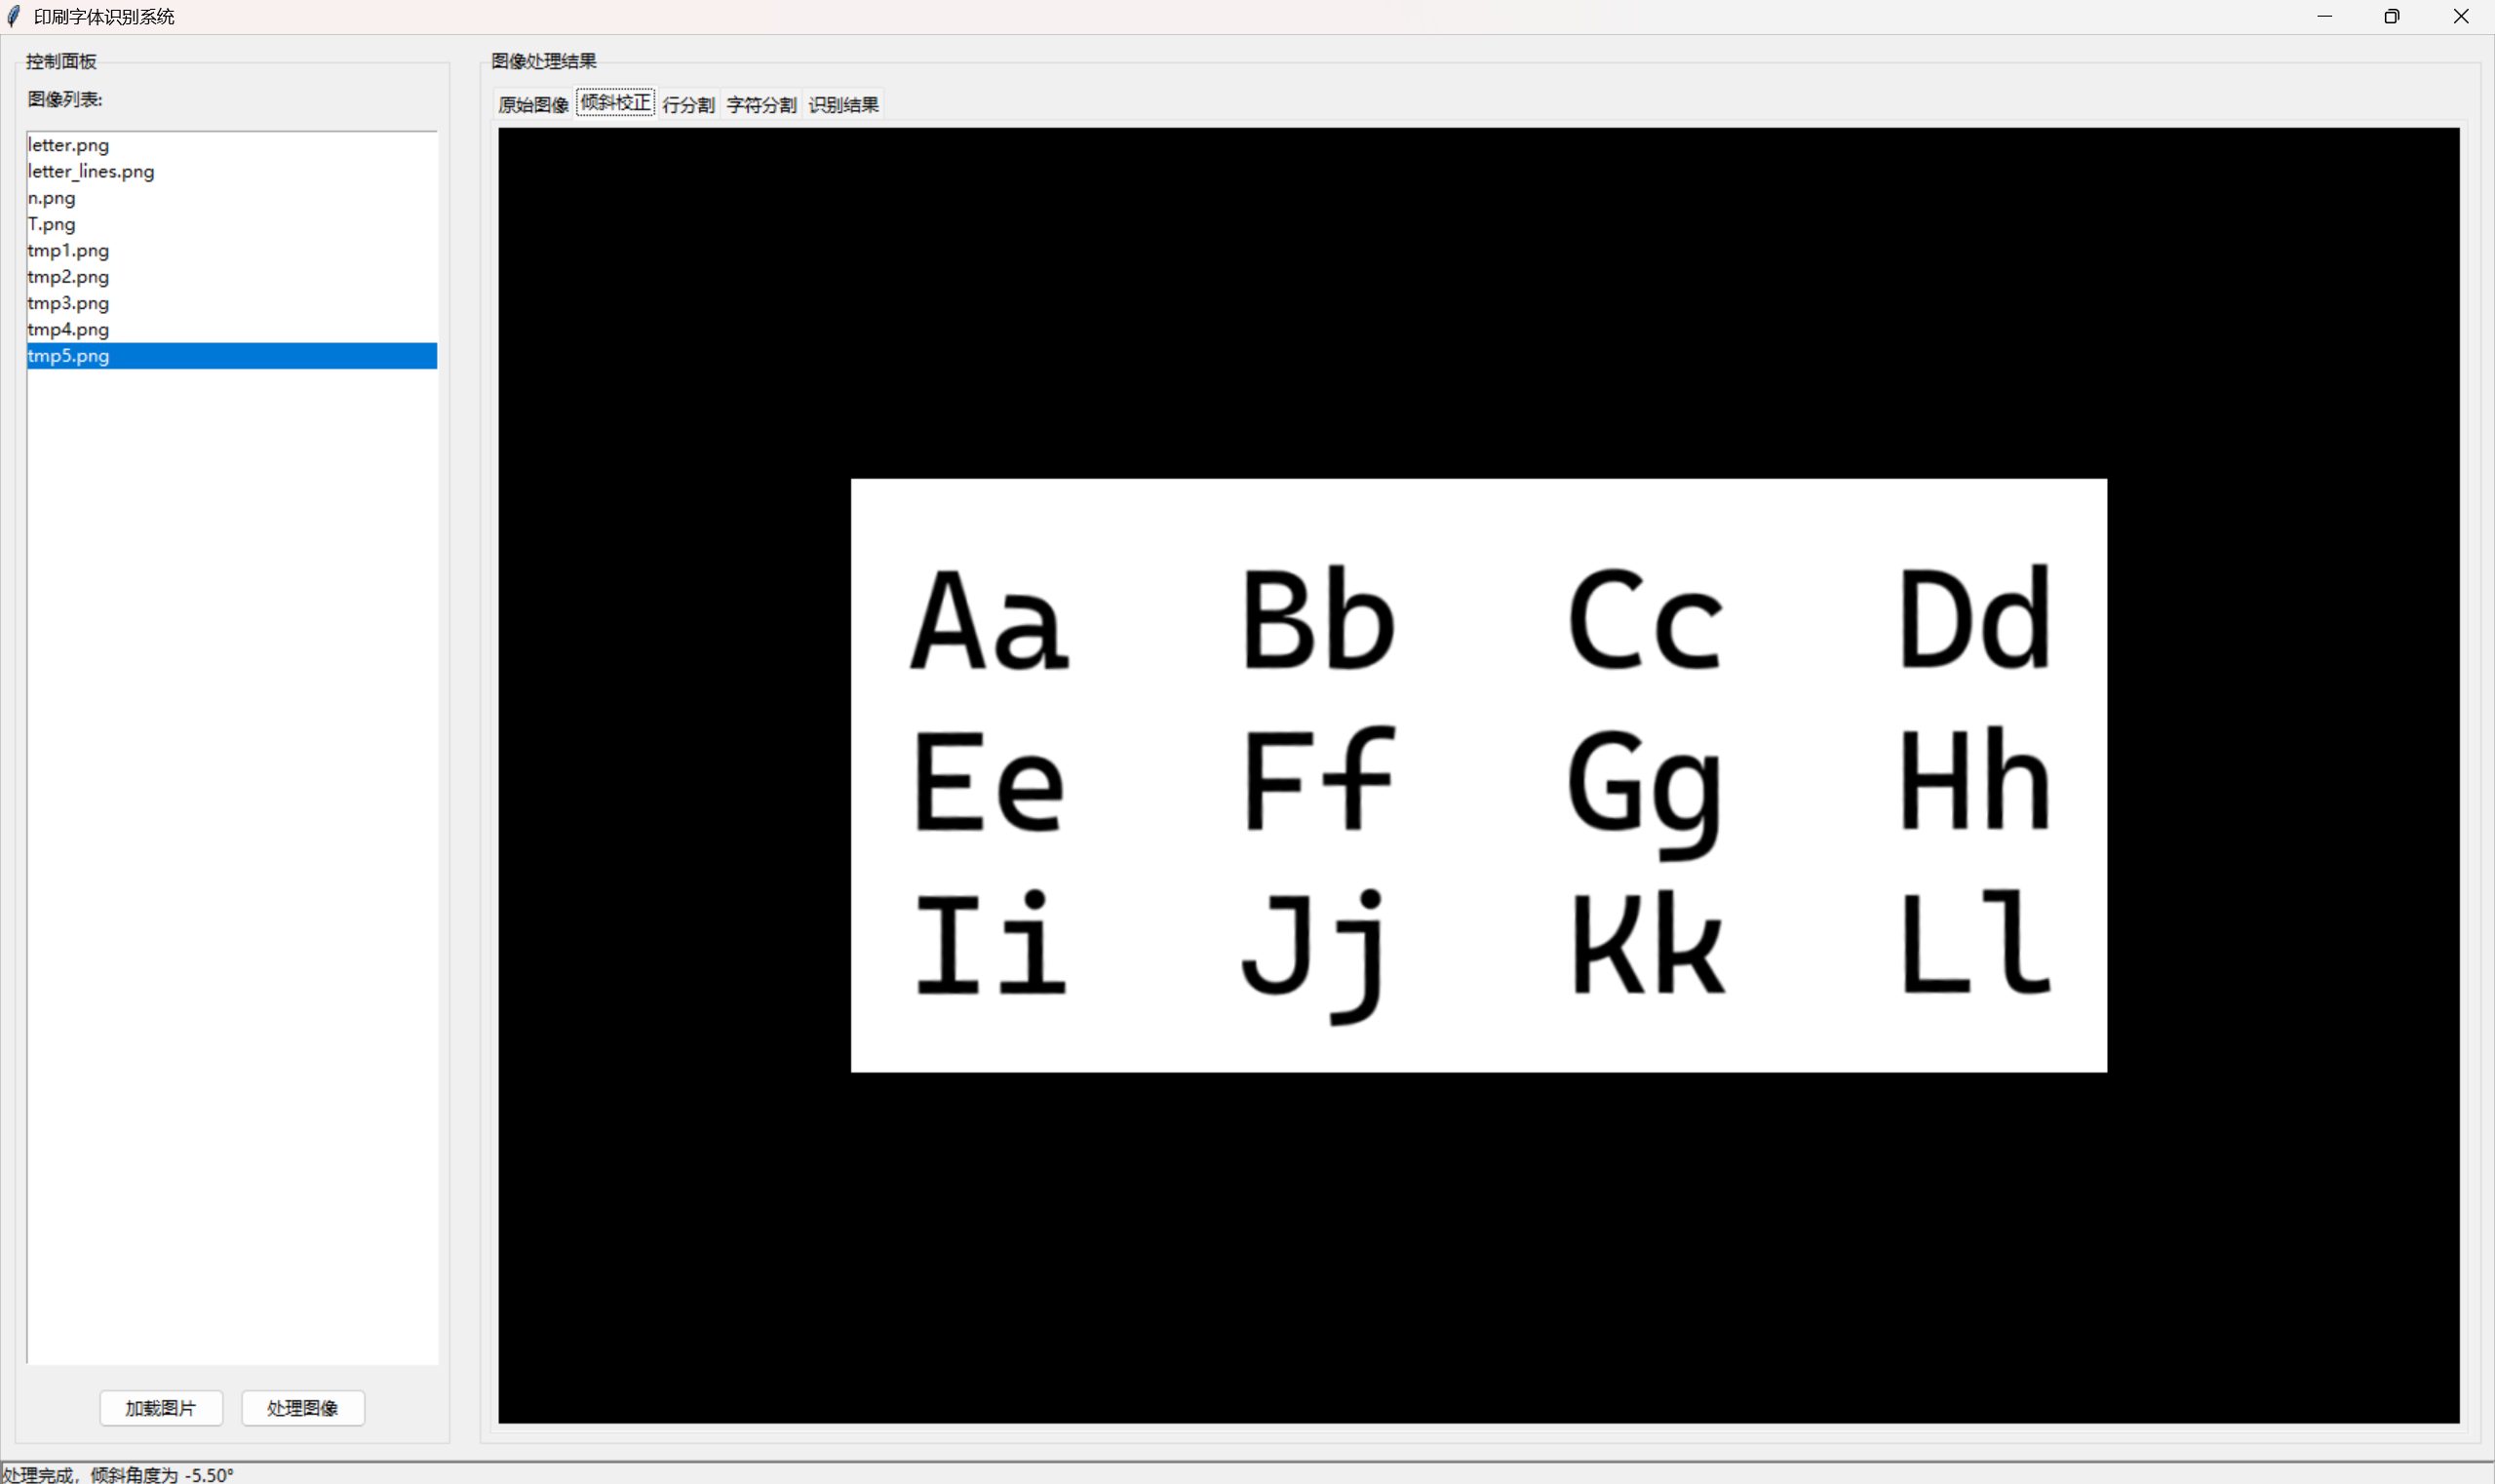 印刷字体识别系统
控制面板
图像列表:
letter.png
letter_lines.png
n.png
T.png
tmp1.png
tmp2.png
tmp3.png
tmp4.png
tmp5.png
加载图片 处理图像
图像处理结果
原始图像 倾斜校正 行分割 字符分割 识别结果
Aa Bb Cc Dd
Ee Ff Gg Hh
Ii Jj Kk Ll
处理完成，倾斜角度为 -5.50°